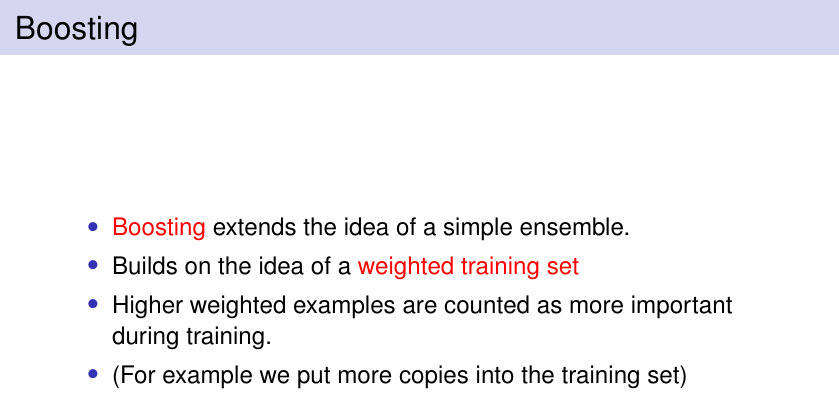 Boosting
• Boosting extends the idea of a simple ensemble.
• Builds on the idea of a weighted training set
• Higher weighted examples are counted as more important
during training.
• (For example we put more copies into the training set)